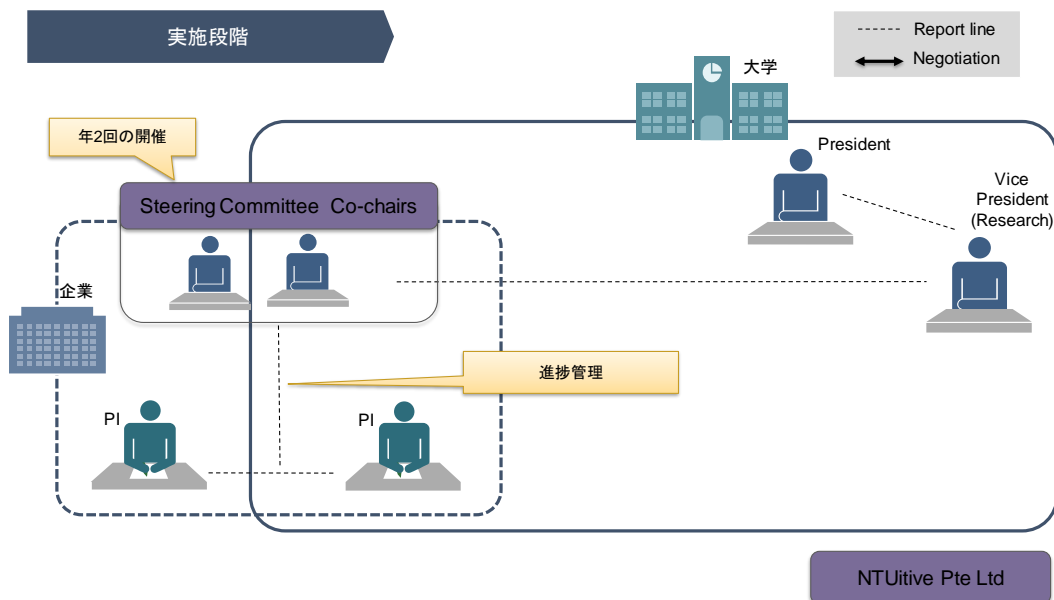 実施段階
Report line
Negotiation
大学
年2回の開催
President
Vice
President
(Research)
Steering Committee Co-chairs
企業
進捗管理
PI
PI
NTUitive Pte Ltd